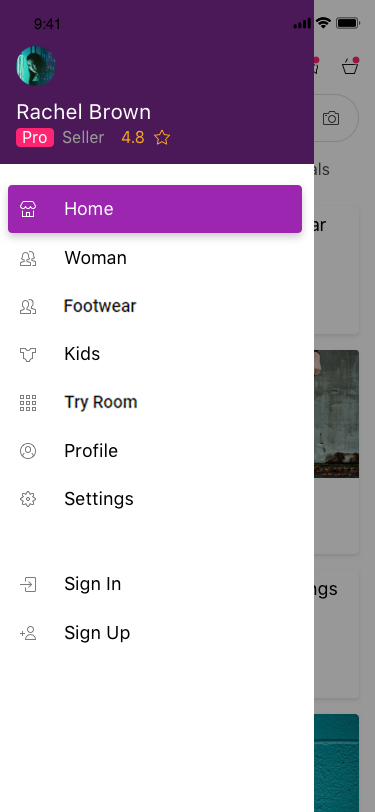 9:41
Rachel Brown
Pro Seller 4.8
als
Home
ar
Woman
Footwear
Kids
Try Room
Profile
Settings
Sign In
ngs
Sign Up